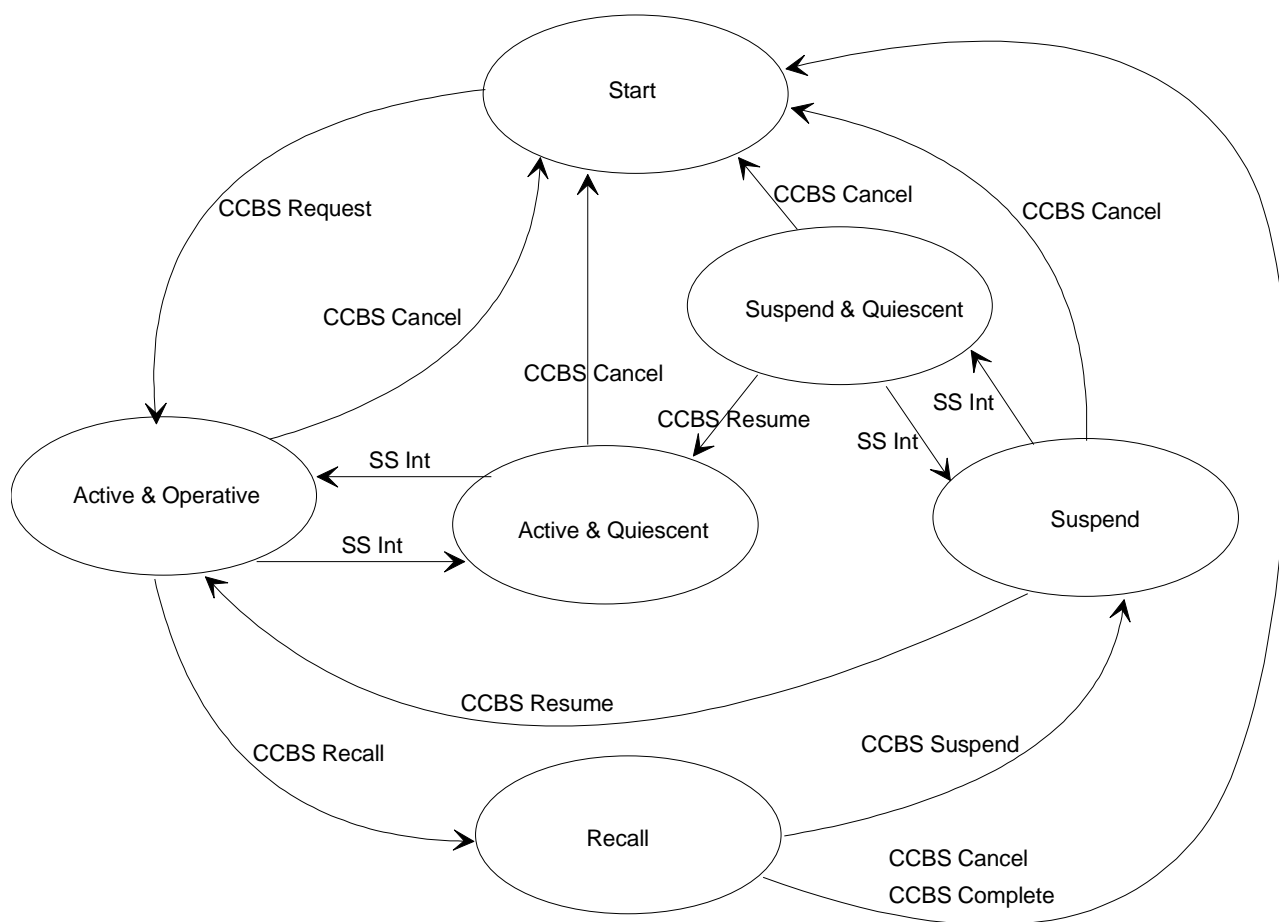 Start
CCBS Request
CCBS Cancel
CCBS Cancel
Suspend & Quiescent
CCBS Cancel
CCBS Cancel
CCBS Resume
SS Int
SS Int
SS Int
Active & Operative
Active & Quiescent
Suspend
SS Int
CCBS Resume
CCBS Recall
CCBS Suspend
Recall
CCBS Cancel
CCBS Complete